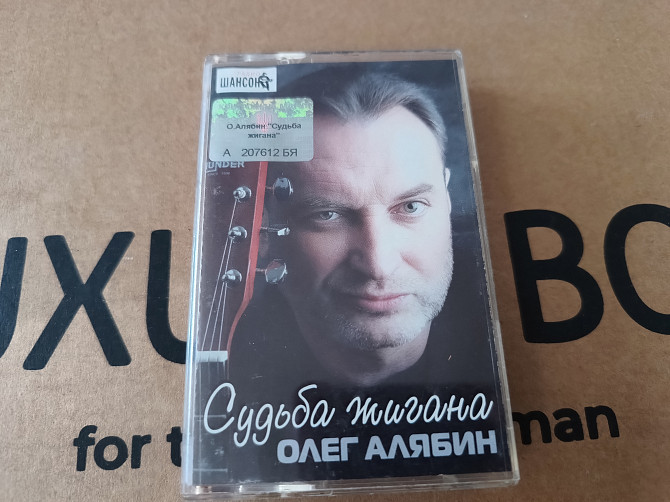 ШАНСОН
О.Алябин "Судьба
жигана"
А 207612 БЯ
UNDER
UXU
BO
Судьба жигана
ОЛЕГ АЛЯБИН
for t
man